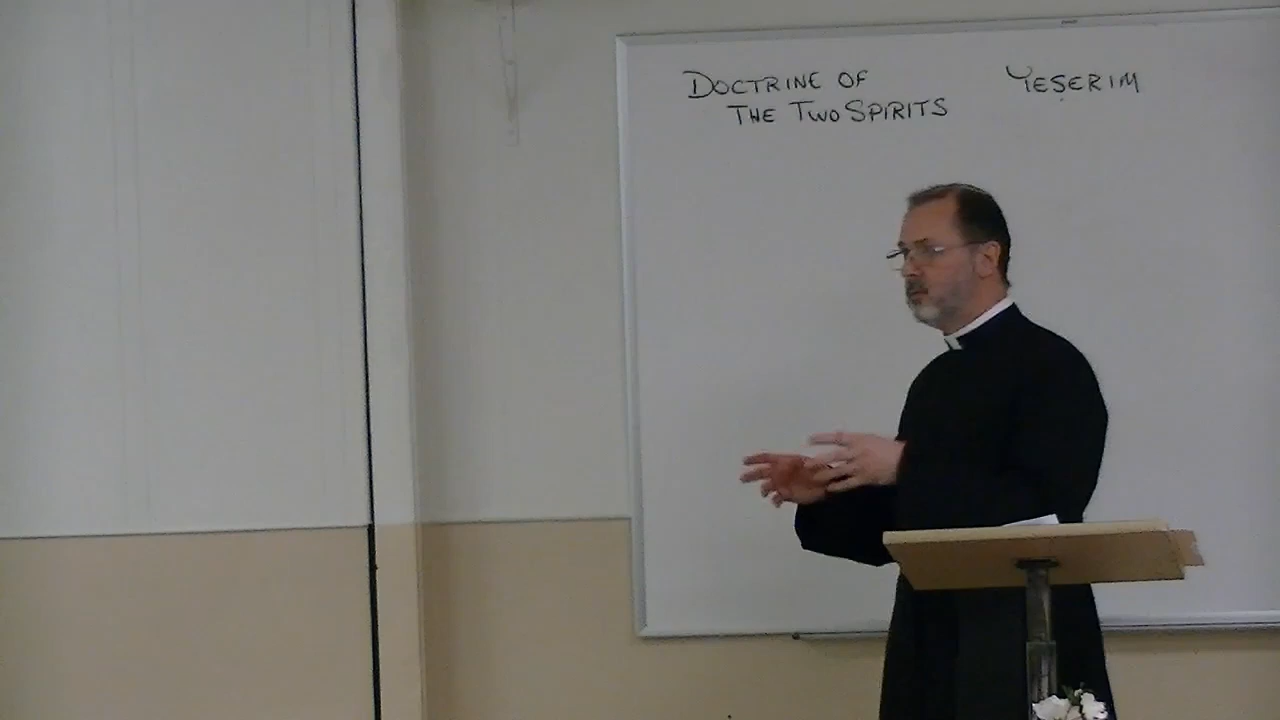 DOCTRINE OF
THE TWO SPIRITS
YESERIM